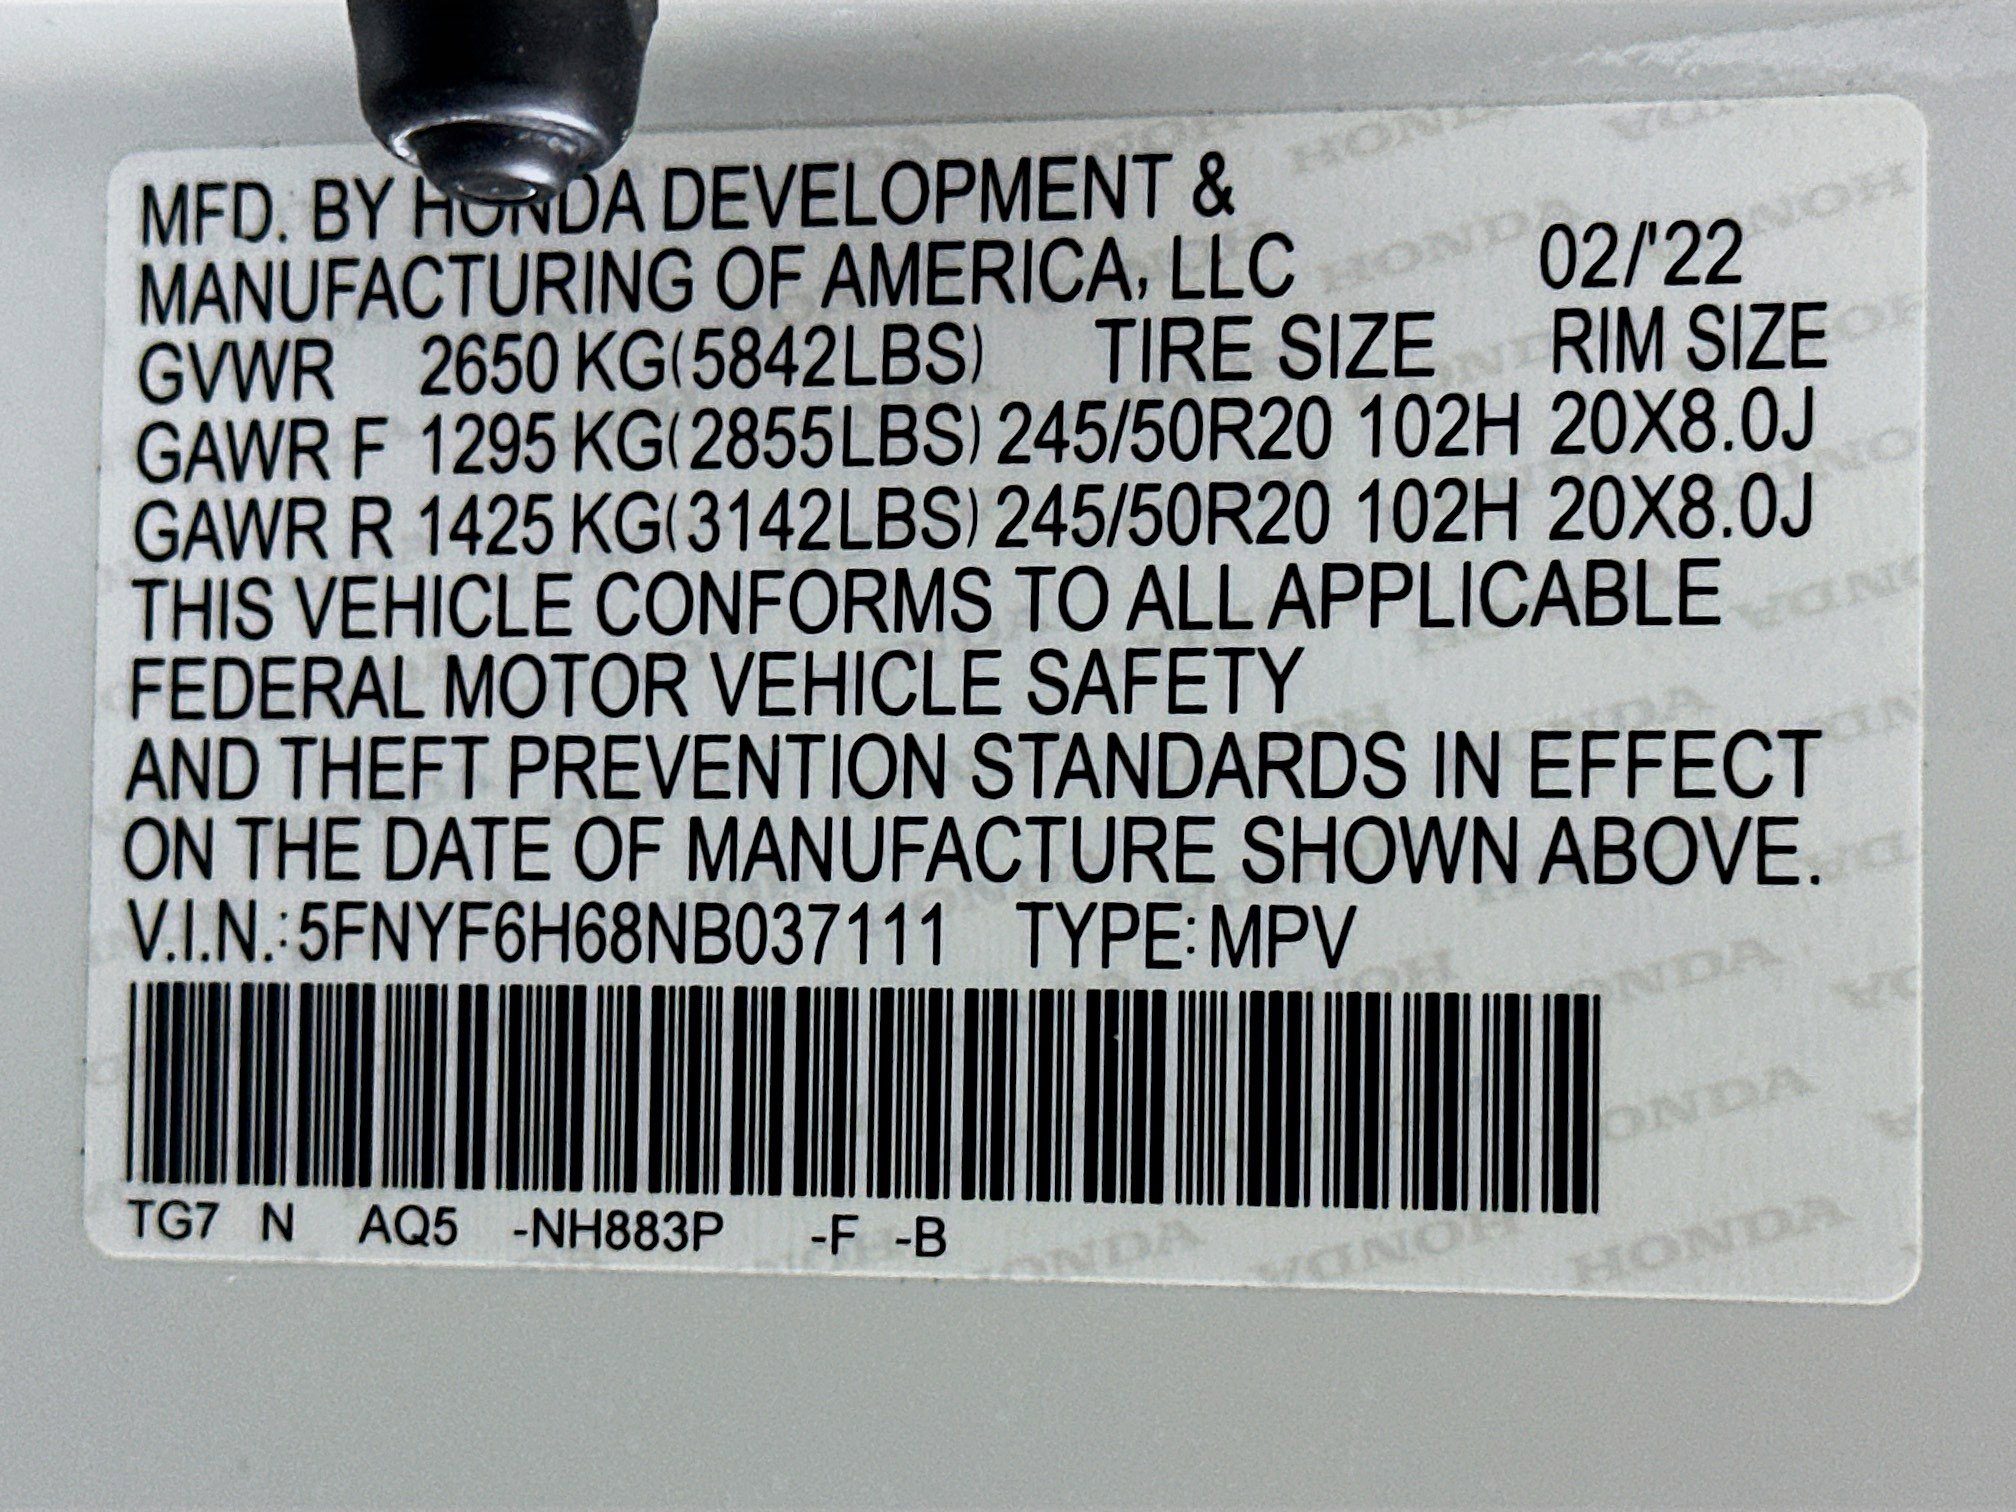 MFD. BY HONDA DEVELOPMENT &
MANUFACTURING OF AMERICA, LLC 02/'22
GVWR 2650 KG(5842LBS) TIRE SIZE RIM SIZE
GAWR F 1295 KG(2855LBS) 245/50R20 102H 20X8.0J
GAWR R 1425 KG(3142LBS) 245/50R20 102H 20X8.0J
THIS VEHICLE CONFORMS TO ALL APPLICABLE
FEDERAL MOTOR VEHICLE SAFETY
AND THEFT PREVENTION STANDARDS IN EFFECT
ON THE DATE OF MANUFACTURE SHOWN ABOVE.
V.I.N.:5FNYF6H68NB037111 TYPE:MPV
TG7 N AQ5 -NH883P -F -B